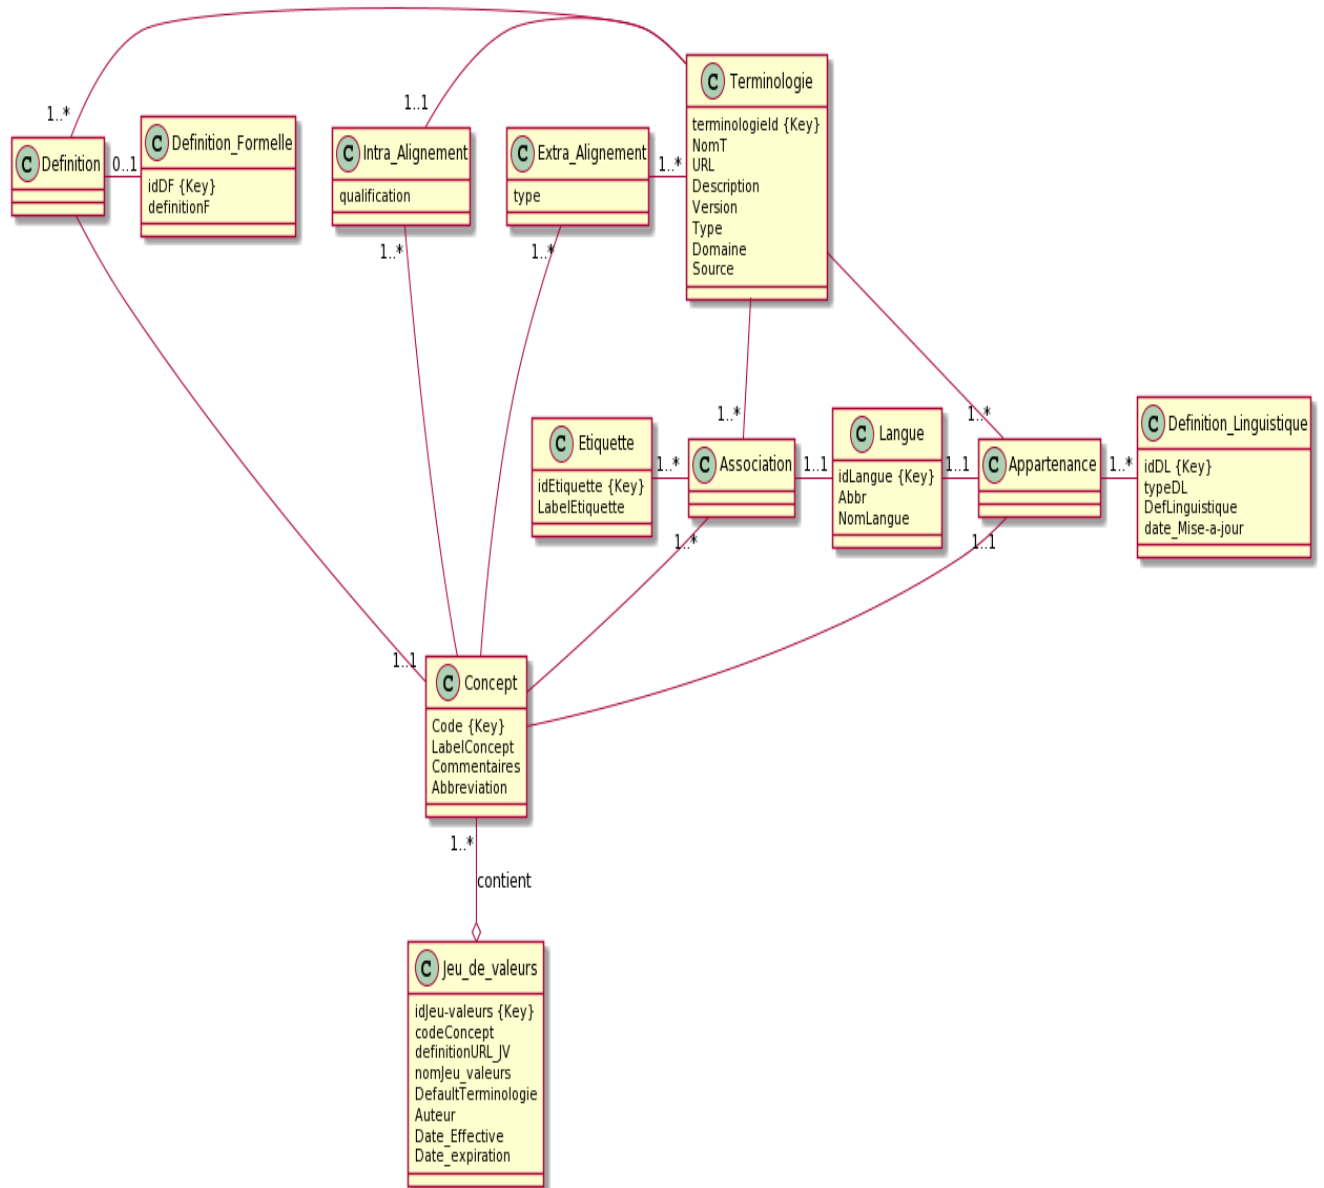 C Terminologie
terminologieId {Key}
NomT
URL
Description
Version
Type
Domaine
Source
1..*
C Definition
0..1
C Definition_Formelle
idDF {Key}
definitionF
1..1
C Intra_Alignement
qualification
1..*
C Extra_Alignement
type
1..*
1..*
1..*
1..*
C Etiquette
idEtiquette {Key}
LabelEtiquette
1..*
C Association
1..1
C Langue
idLangue {Key}
Abbr
NomLangue
1..1
C Appartenance
1..*
C Definition_Linguistique
idDL {Key}
typeDL
DefLinguistique
date_Mise-a-jour
1..*
1..1
1..1
C Concept
Code {Key}
LabelConcept
Commentaires
Abbreviation
1..*
contient
C Jeu_de_valeurs
idJeu-valeurs {Key}
codeConcept
definitionURL_JV
nomJeu_valeurs
DefaultTerminologie
Auteur
Date_Effective
Date_expiration